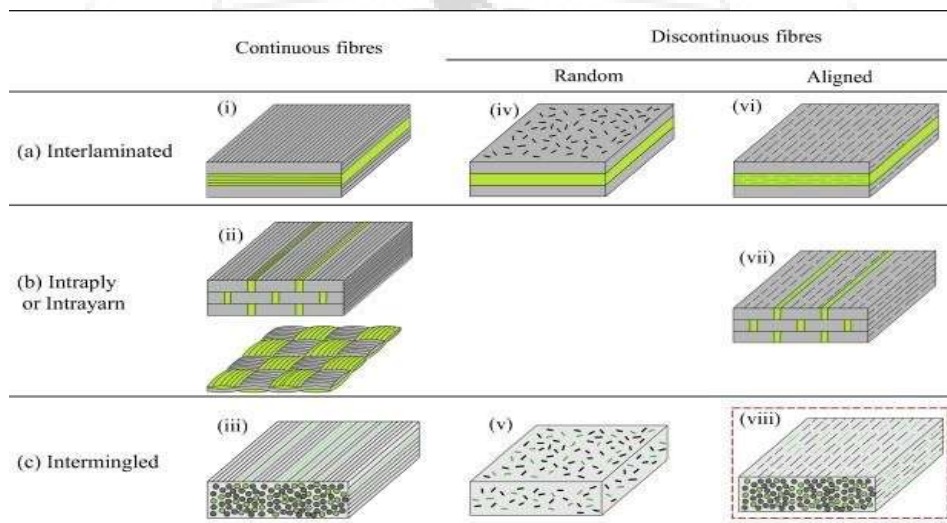 Continuous fibres
Discontinuous fibres
Random
Aligned
(a) Interlaminated
(i)
(iv)
(vi)
(b) Intraply
or Intrayarn
(ii)
(vii)
(c) Intermingled
(iii)
(v)
(viii)